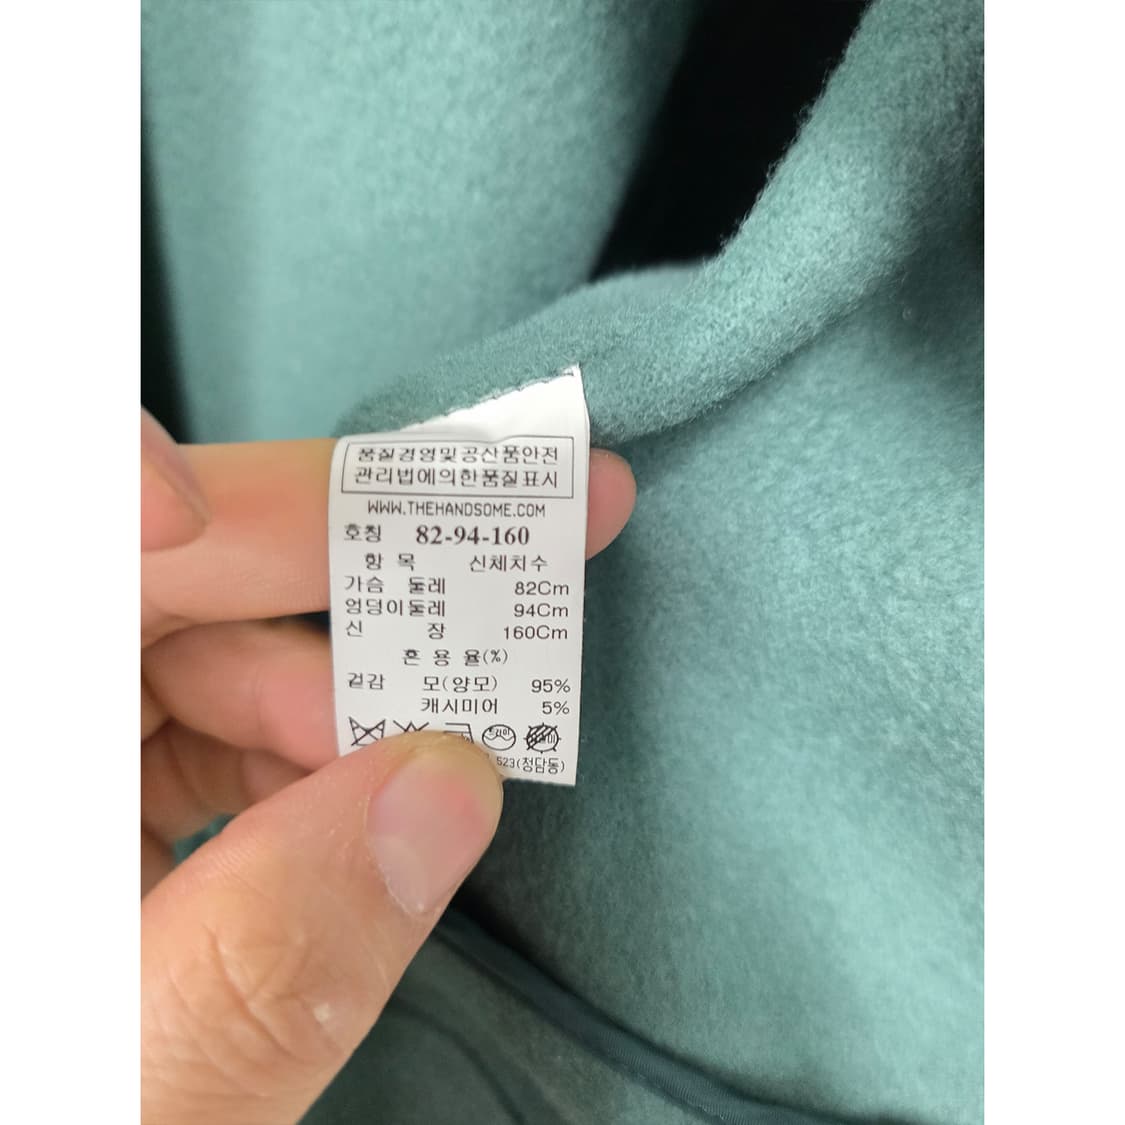 품질경영및공산품안전
관리법에의한품질표시
WWW.THEHANDSOME.COM
호칭 82-94-160
항 목 신체치수
가슴 둘레 82Cm
엉덩이둘레 94Cm
신 장 160Cm
혼 용 율(%)
겉감 모(양모) 95%
캐시미어 5%
드라이
523(청담동)